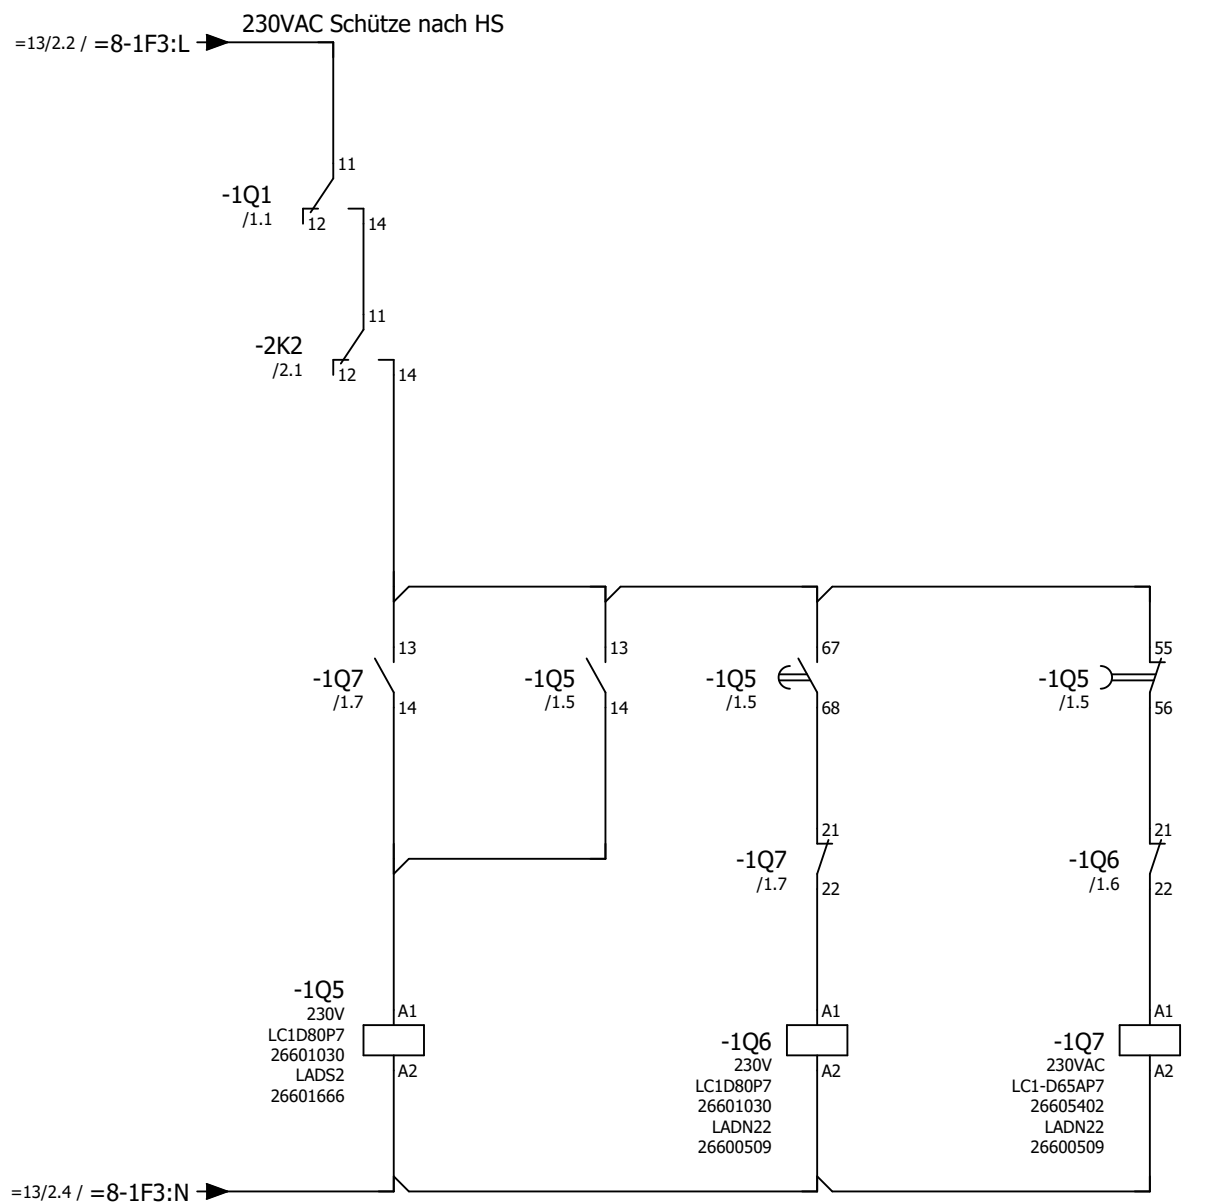 230VAC Schütze nach HS
=13/2.2 / =8-1F3:L
11
-1Q1
/1.1
12
14
11
-2K2
/2.1
12
14
13
-1Q7
/1.7
14
13
-1Q5
/1.5
14
67
-1Q5
/1.5
68
55
-1Q5
/1.5
56
21
-1Q7
/1.7
22
21
-1Q6
/1.6
22
-1Q5
230V
LC1D80P7
26601030
LADS2
26601666
A1
A2
A1
-1Q6
230V
A2
LC1D80P7
26601030
LADN22
26600509
A1
-1Q7
230VAC
A2
LC1-D65AP7
26605402
LADN22
26600509
=13/2.4 / =8-1F3:N